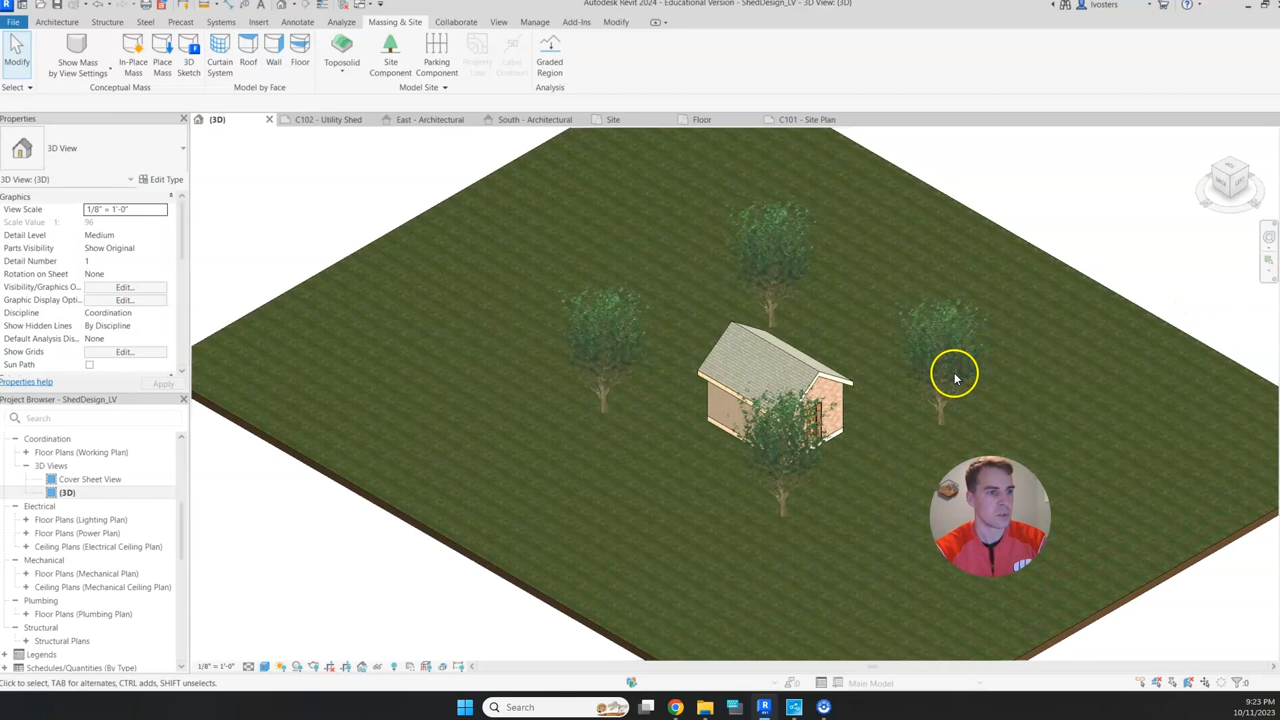 Autodesk Revit 2024 - Educational Version - ShedDesign_LV - 3D View: {3D}
lvosters
File Architecture Structure Steel Precast Systems Insert Annotate Analyze Massing & Site Collaborate View Manage Add-Ins Modify
Modify
Show Mass by View Settings
In-Place Mass
Place Mass
3D Sketch
Curtain System
Roof
Wall
Floor
Toposolid
Site Component
Parking Component
Property Line
Label Contours
Graded Region
Select Conceptual Mass Model by Face Model Site Analysis
Properties
{3D} C102 - Utility Shed East - Architectural South - Architectural Site Floor C101 - Site Plan
3D View
3D View: {3D} Edit Type
Graphics
View Scale 1/8" = 1'-0"
Scale Value 1: 96
Detail Level Medium
Parts Visibility Show Original
Detail Number 1
Rotation on Sheet None
Visibility/Graphics O... Edit...
Graphic Display Opti... Edit...
Discipline Coordination
Show Hidden Lines By Discipline
Default Analysis Dis... None
Show Grids Edit...
Sun Path
Properties help Apply
BACK LEFT
Project Browser - ShedDesign_LV
Search
Coordination
Floor Plans (Working Plan)
3D Views
Cover Sheet View
{3D}
Electrical
Floor Plans (Lighting Plan)
Floor Plans (Power Plan)
Ceiling Plans (Electrical Ceiling Plan)
Mechanical
Floor Plans (Mechanical Plan)
Ceiling Plans (Mechanical Ceiling Plan)
Plumbing
Floor Plans (Plumbing Plan)
Structural
Structural Plans
Legends
Schedules/Quantities (By Type)
1/8" = 1'-0"
Click to select, TAB for alternates, CTRL adds, SHIFT unselects.
:0
Main Model
:0
Search
9:23 PM
10/11/2023